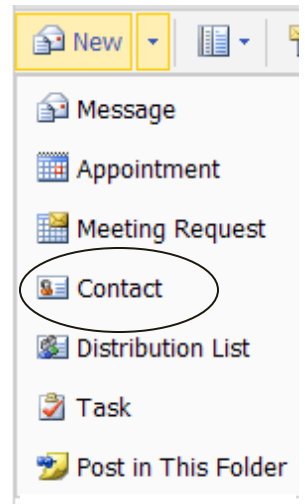 New
Message
Appointment
Meeting Request
Contact
Distribution List
Task
Post in This Folder